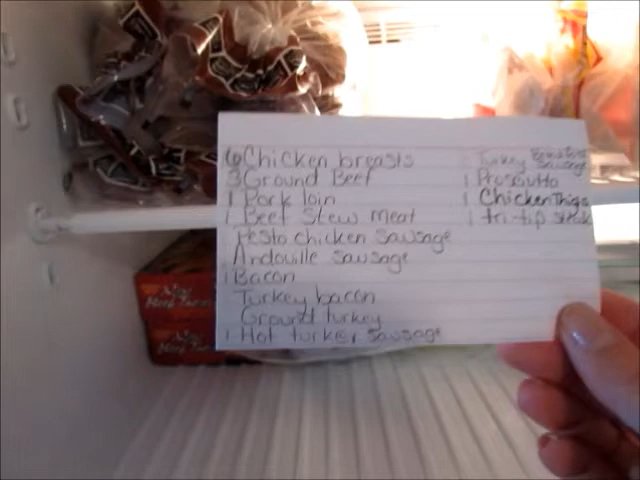 6 Chicken breasts
3 Ground Beef
1 Pork loin
1 Beef Stew Meat
Pesto chicken Sausage
Andouille Sausage
1 Bacon
Turkey bacon
Ground turkey
1 Hot turkey sausage
1 Turkey Sausage
1 Prosciutto
1 Chicken Thighs
1 tri-tip steak